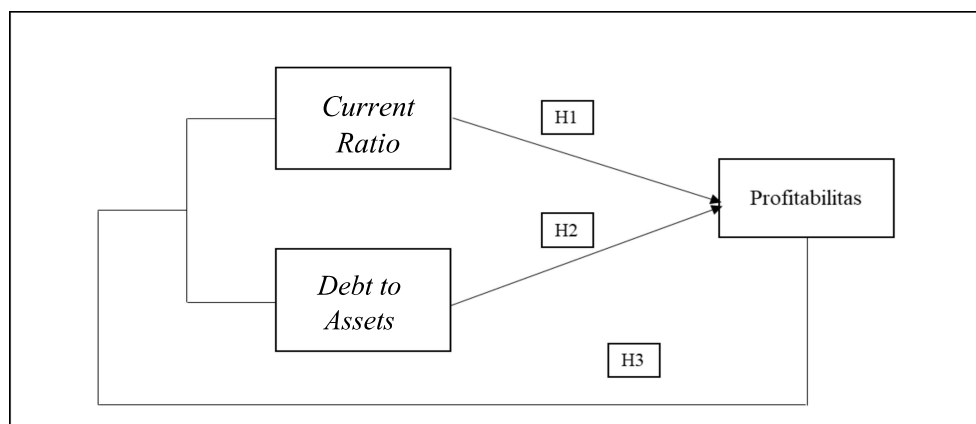 Current
Ratio
H1
Profitabilitas
H2
Debt to
Assets
H3